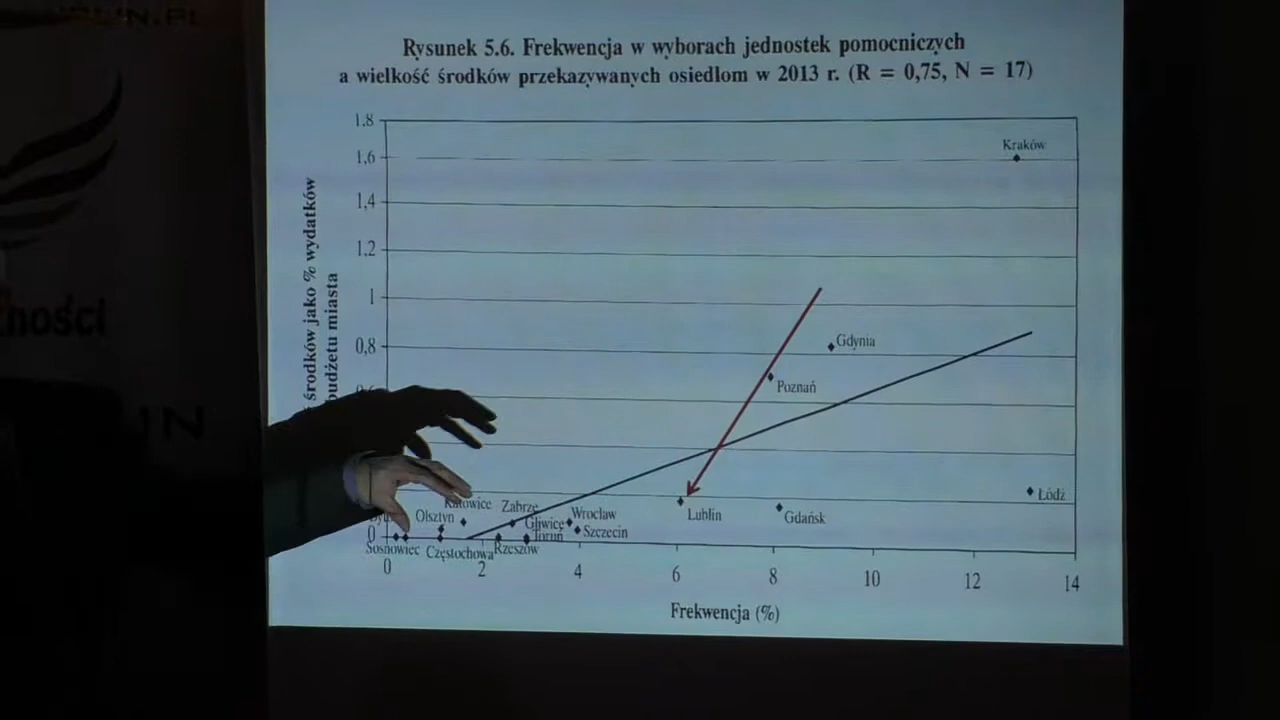 Rysunek 5.6. Frekwencja w wyborach jednostek pomocniczych
a wielkość środków przekazywanych osiedlom w 2013 r. (R = 0,75, N = 17)
1.8
Kraków
1,6
1,4
1,2
1
0,8
Gdynia
Poznań
środków jako % wydatków
budżetu miasta
Łódź
Katowice
Zabrze
Lublin
Gdańsk
Olsztyn
Gliwice
Wrocław
Toruń
Szczecin
0
Sosnowiec
Częstochowa
Rzeszów
0 2 4 6 8 10 12 14
Frekwencja (%)
ności